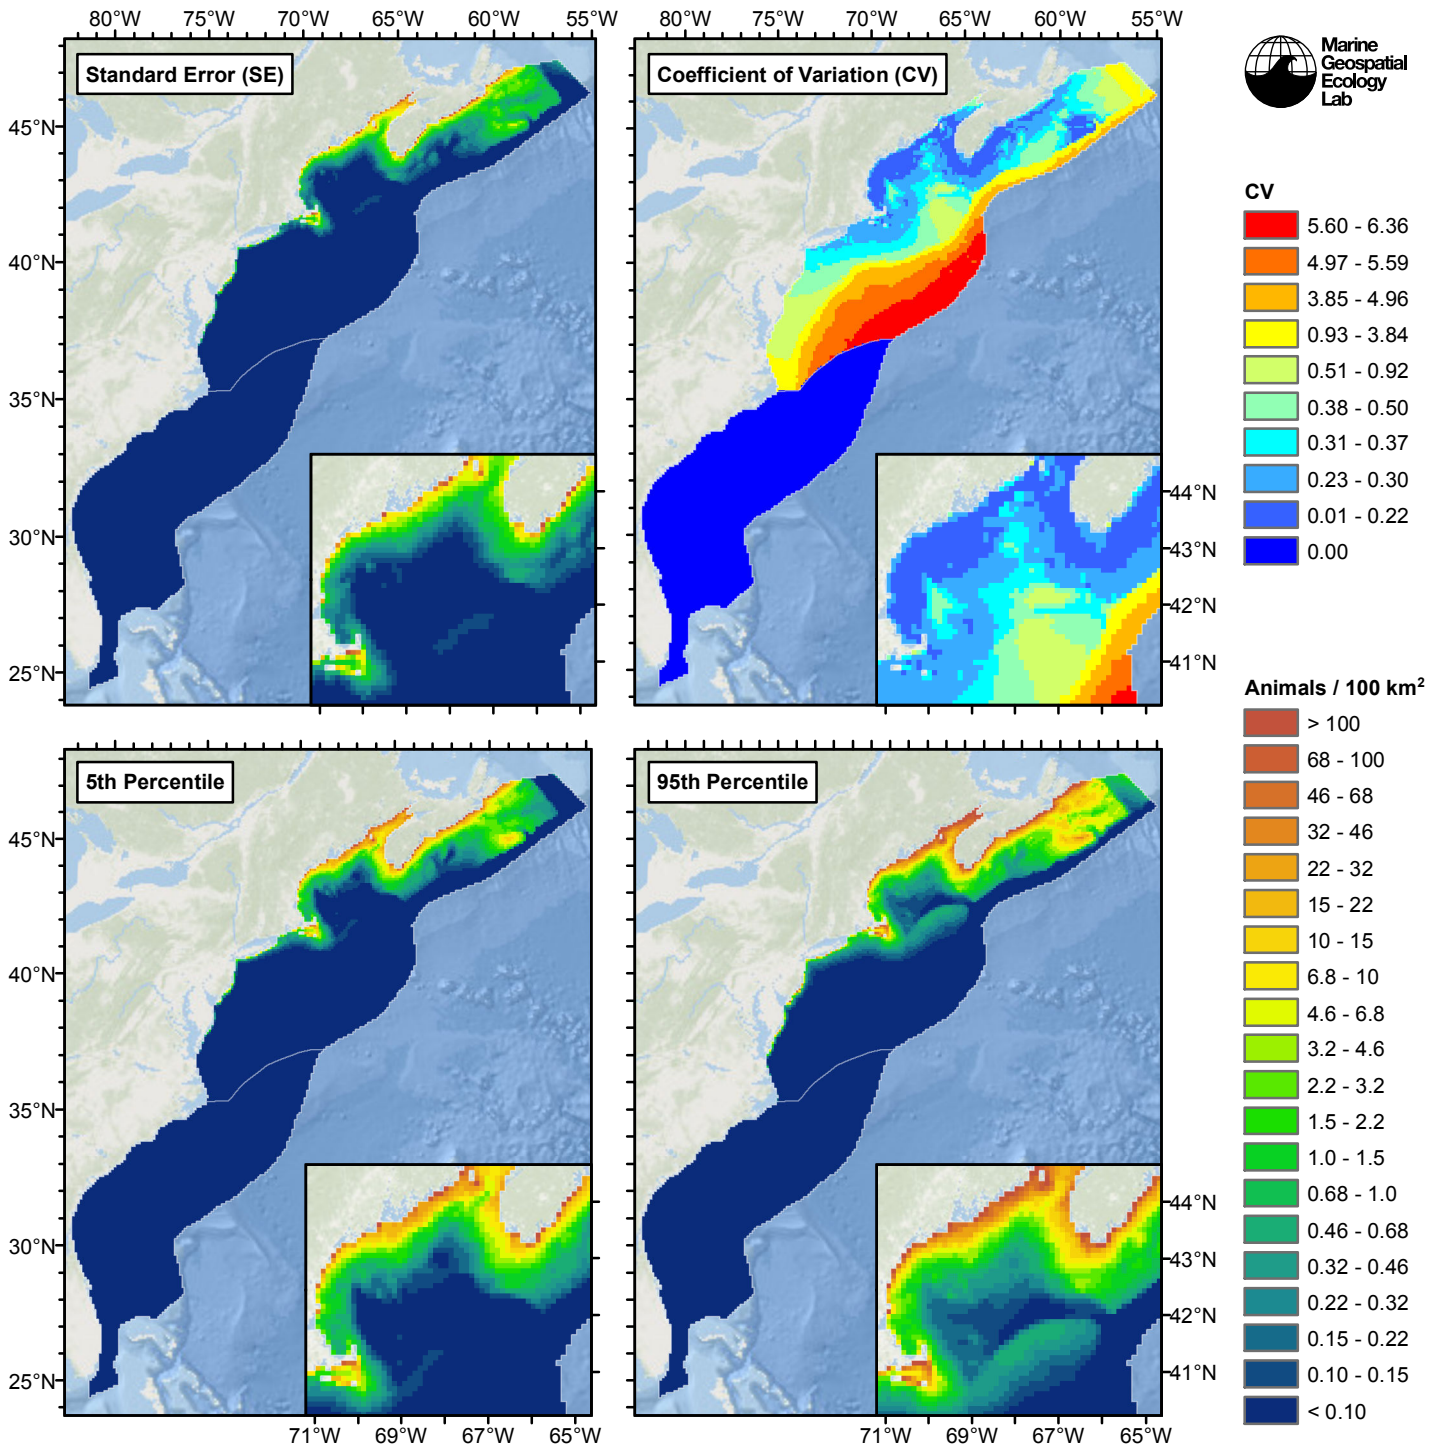 80°W 75°W 70°W 65°W 60°W 55°W
80°W 75°W 70°W 65°W 60°W 55°W
Standard Error (SE)
Coefficient of Variation (CV)
Marine
Geospatial
Ecology
Lab
45°N
40°N
35°N
30°N
25°N
44°N
43°N
42°N
41°N
CV
5.60 - 6.36
4.97 - 5.59
3.85 - 4.96
0.93 - 3.84
0.51 - 0.92
0.38 - 0.50
0.31 - 0.37
0.23 - 0.30
0.01 - 0.22
0.00
5th Percentile
95th Percentile
45°N
40°N
35°N
30°N
25°N
44°N
43°N
42°N
41°N
71°W 69°W 67°W 65°W
71°W 69°W 67°W 65°W
Animals / 100 km²
> 100
68 - 100
46 - 68
32 - 46
22 - 32
15 - 22
10 - 15
6.8 - 10
4.6 - 6.8
3.2 - 4.6
2.2 - 3.2
1.5 - 2.2
1.0 - 1.5
0.68 - 1.0
0.46 - 0.68
0.32 - 0.46
0.22 - 0.32
0.15 - 0.22
0.10 - 0.15
< 0.10